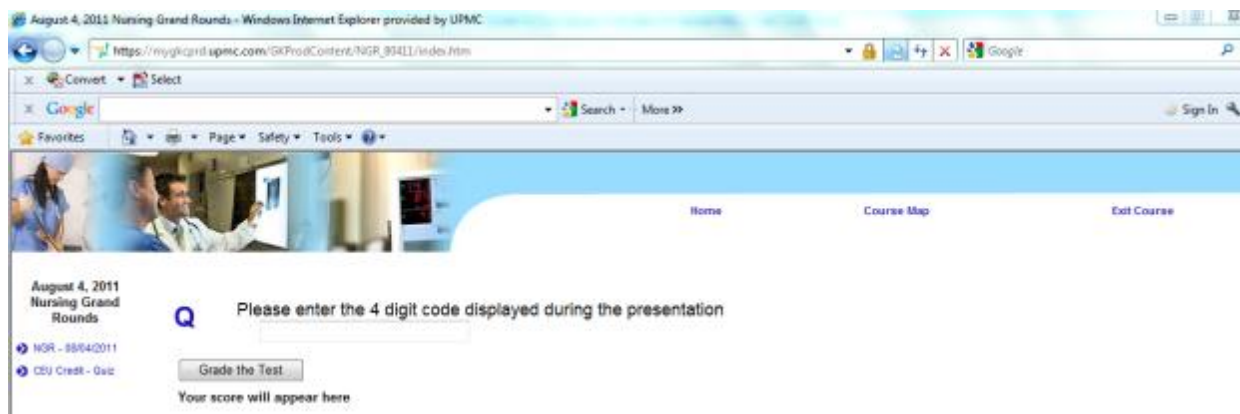 August 4, 2011 Nursing Grand Rounds - Windows Internet Explorer provided by UPMC
https://mygkcprd.upmc.com/GKProdContent/NGR_80411/index.htm
Google
x Convert Select
x Google Search More >> Sign In
Favorites Page Safety Tools
Home Course Map Exit Course
August 4, 2011
Nursing Grand
Rounds
Q Please enter the 4 digit code displayed during the presentation
NGR - 08/04/2011
CEU Credit - Quiz
Grade the Test
Your score will appear here